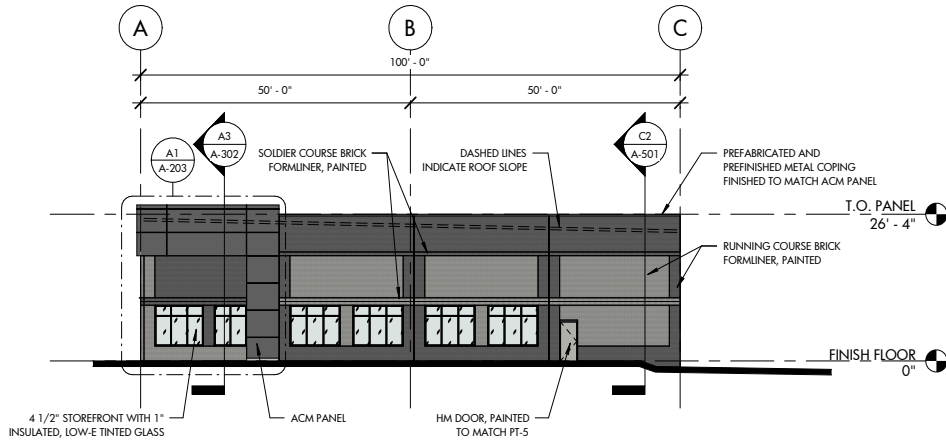 A
B
C
100' - 0"
50' - 0"
50' - 0"
A1
A-203
A3
A-302
SOLDIER COURSE BRICK
FORMLINER, PAINTED
DASHED LINES
INDICATE ROOF SLOPE
C2
A-501
PREFABRICATED AND
PREFINISHED METAL COPING
FINISHED TO MATCH ACM PANEL
T.O. PANEL
26' - 4"
RUNNING COURSE BRICK
FORMLINER, PAINTED
FINISH FLOOR
0"
4 1/2" STOREFRONT WITH 1"
INSULATED, LOW-E TINTED GLASS
ACM PANEL
HM DOOR, PAINTED
TO MATCH PT-5